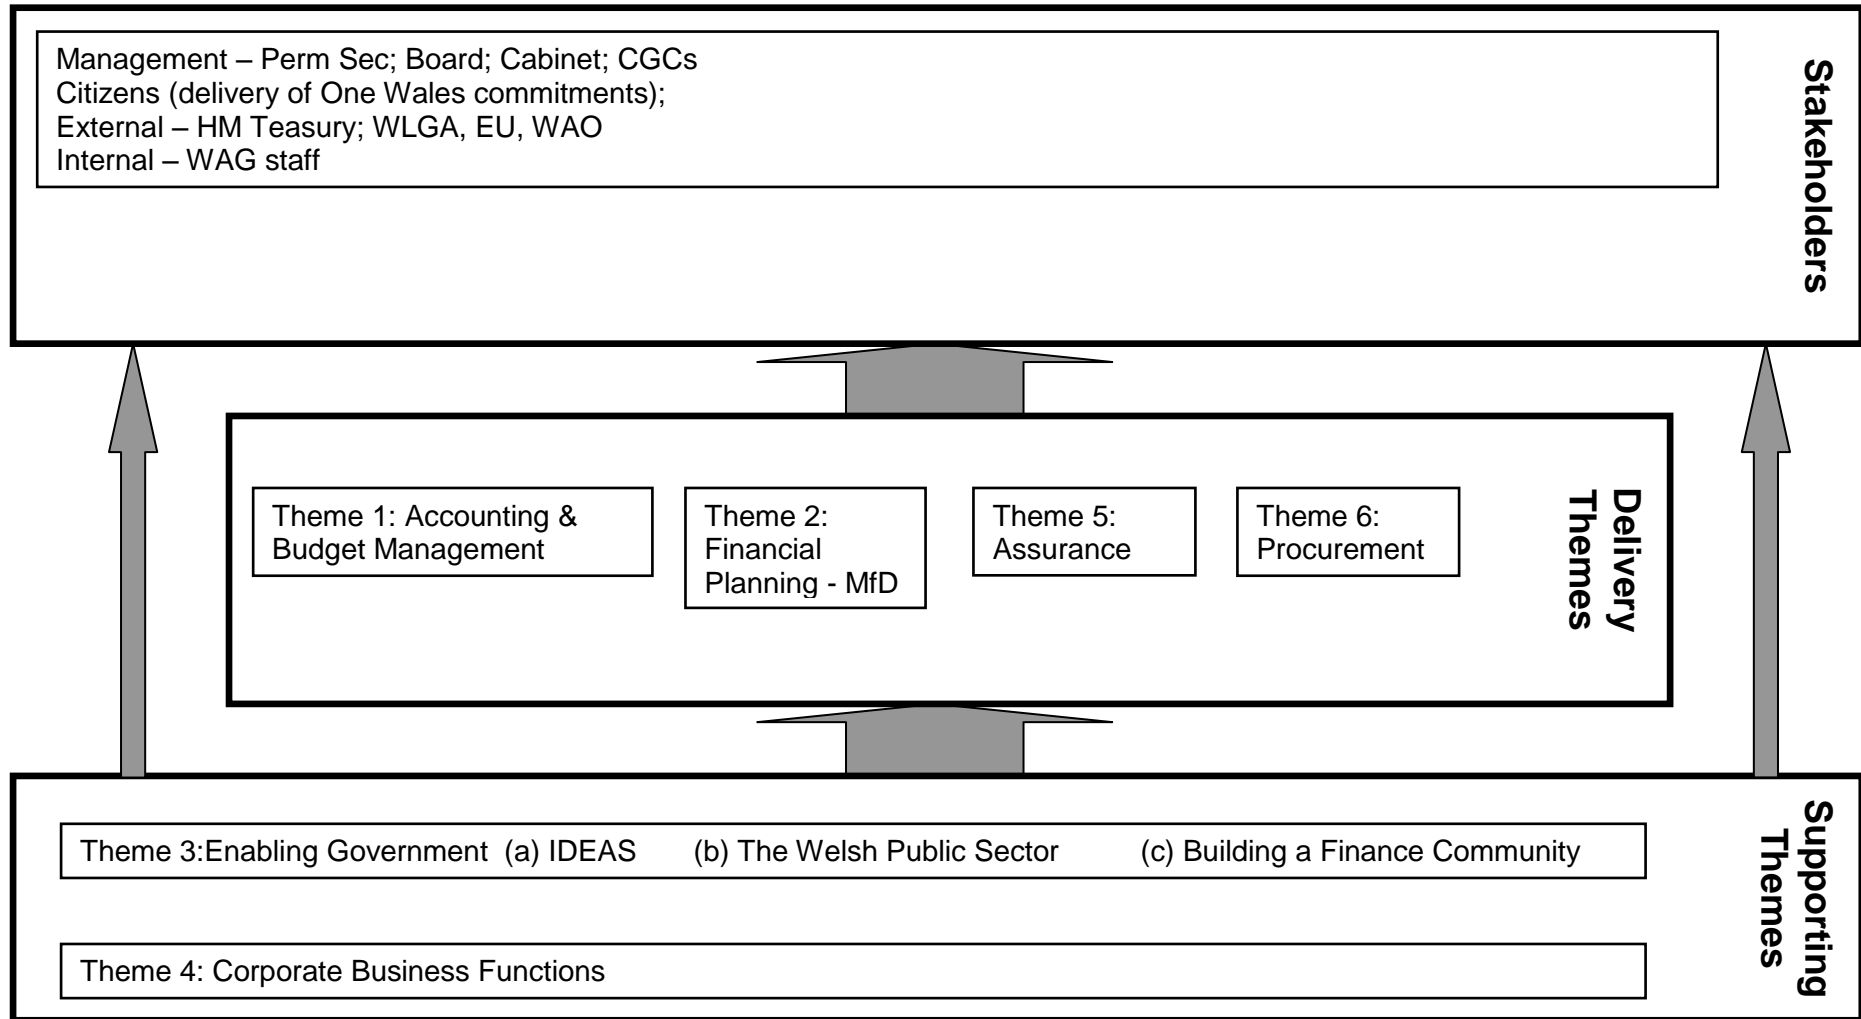 Management – Perm Sec; Board; Cabinet; CGCs
Citizens (delivery of One Wales commitments);
External – HM Teasury; WLGA, EU, WAO
Internal – WAG staff
Stakeholders
Theme 1: Accounting &
Budget Management
Theme 2:
Financial
Planning - MfD
Theme 5:
Assurance
Theme 6:
Procurement
Delivery
Themes
Theme 3:Enabling Government (a) IDEAS (b) The Welsh Public Sector (c) Building a Finance Community
Theme 4: Corporate Business Functions
Supporting
Themes